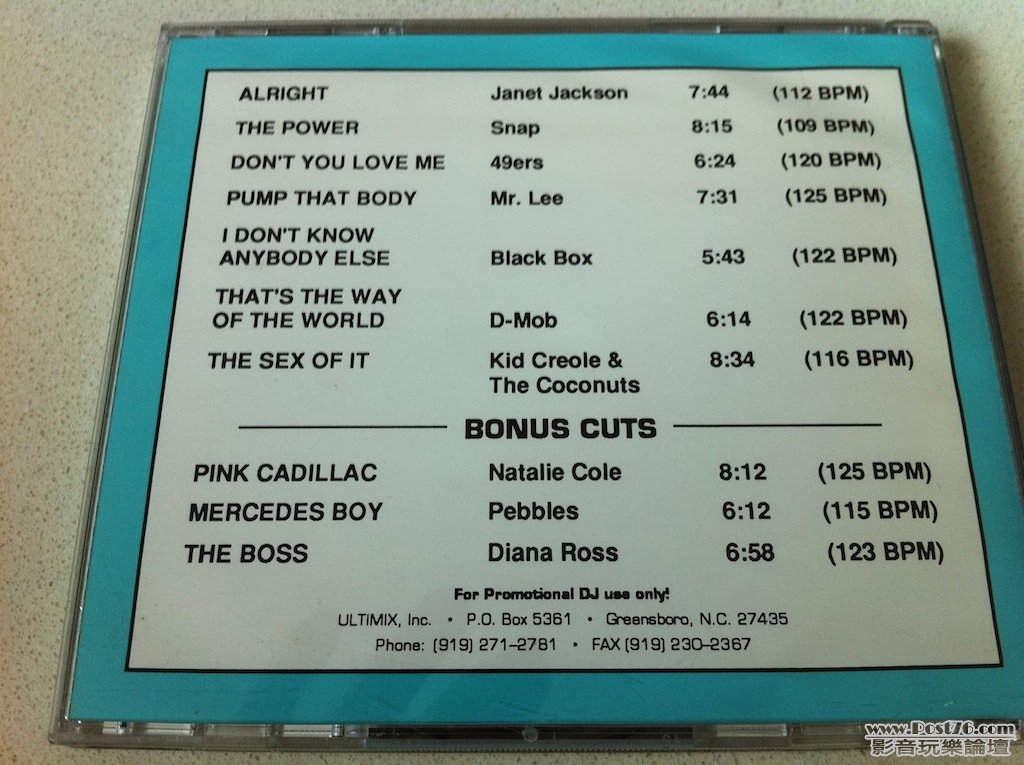 ALRIGHT Janet Jackson 7:44 (112 BPM)
THE POWER Snap 8:15 (109 BPM)
DON'T YOU LOVE ME 49ers 6:24 (120 BPM)
PUMP THAT BODY Mr. Lee 7:31 (125 BPM)
I DON'T KNOW
ANYBODY ELSE Black Box 5:43 (122 BPM)
THAT'S THE WAY
OF THE WORLD D-Mob 6:14 (122 BPM)
THE SEX OF IT Kid Creole & 8:34 (116 BPM)
The Coconuts
BONUS CUTS
PINK CADILLAC Natalie Cole 8:12 (125 BPM)
MERCEDES BOY Pebbles 6:12 (115 BPM)
THE BOSS Diana Ross 6:58 (123 BPM)
For Promotional DJ use only!
ULTIMIX, Inc. • P.O. Box 5361 • Greensboro, N.C. 27435
Phone: (919) 271-2781 • FAX (919) 230-2367
www.Post76.com
影音玩樂論壇